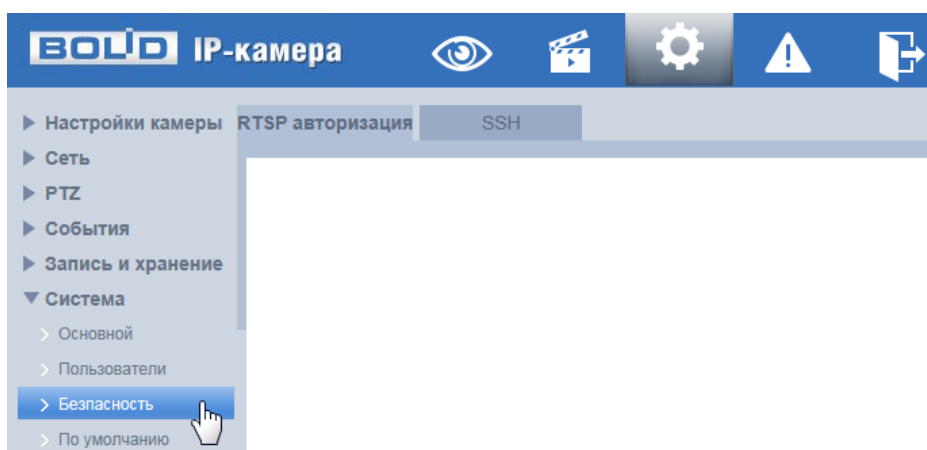 BOLID IP-камера
Настройки камеры
RTSP авторизация
SSH
Сеть
PTZ
События
Запись и хранение
Система
Основной
Пользователи
Безпасность
По умолчанию